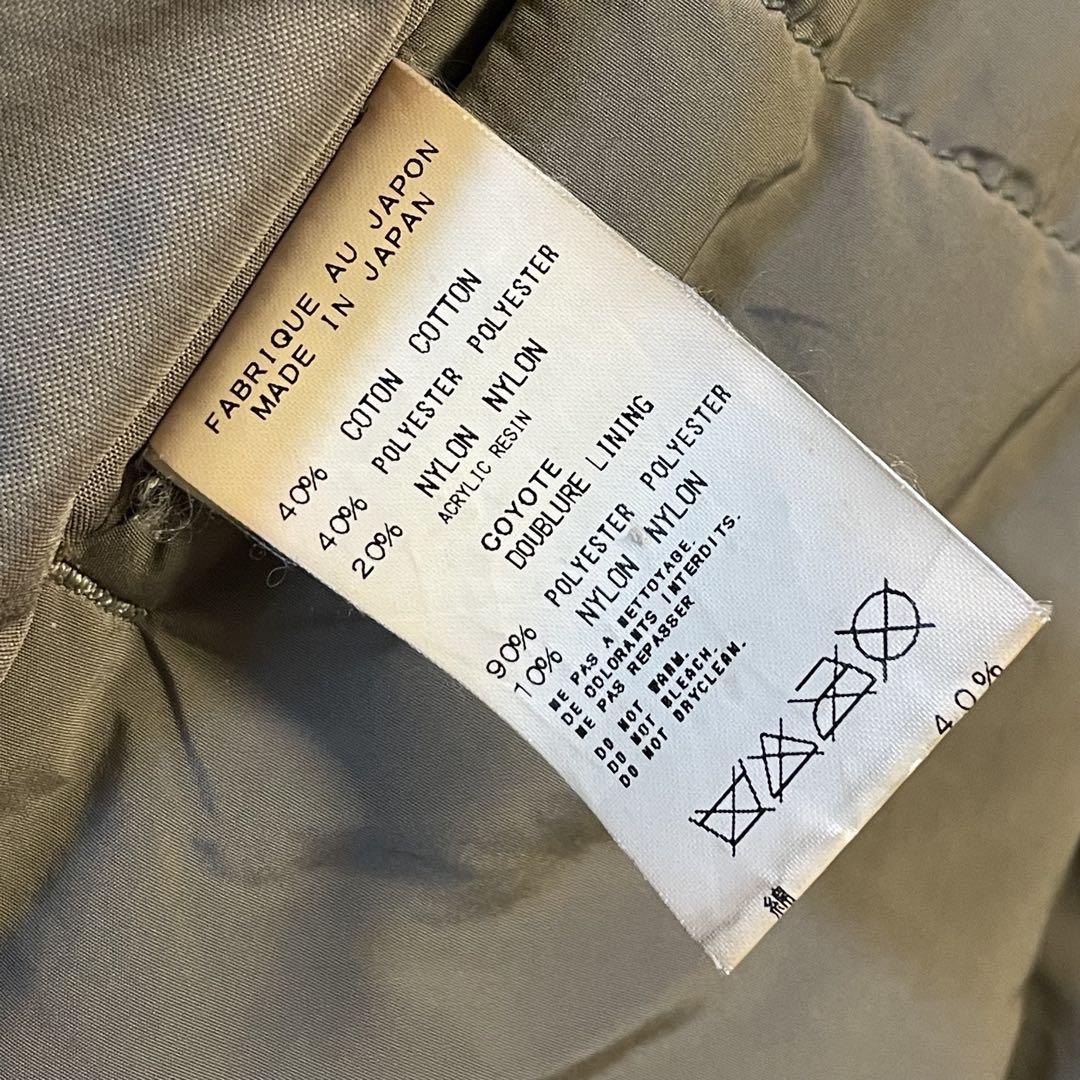 FABRIQUE AU JAPON
MADE IN JAPAN
40% COTON COTTON
40% POLYESTER POLYESTER
20% NYLON NYLON
ACRYLIC RESIN
COYOTE
DOUBLURE LINING
90% POLYESTER POLYESTER
10% NYLON NYLON
NE PAS A NETTOYAGE.
DE COLORANTS INTERDITS.
NE PAS REPASSER
DO NOT WARM.
DO NOT BLEACH.
DO NOT DRYCLEAN.
綿 40%